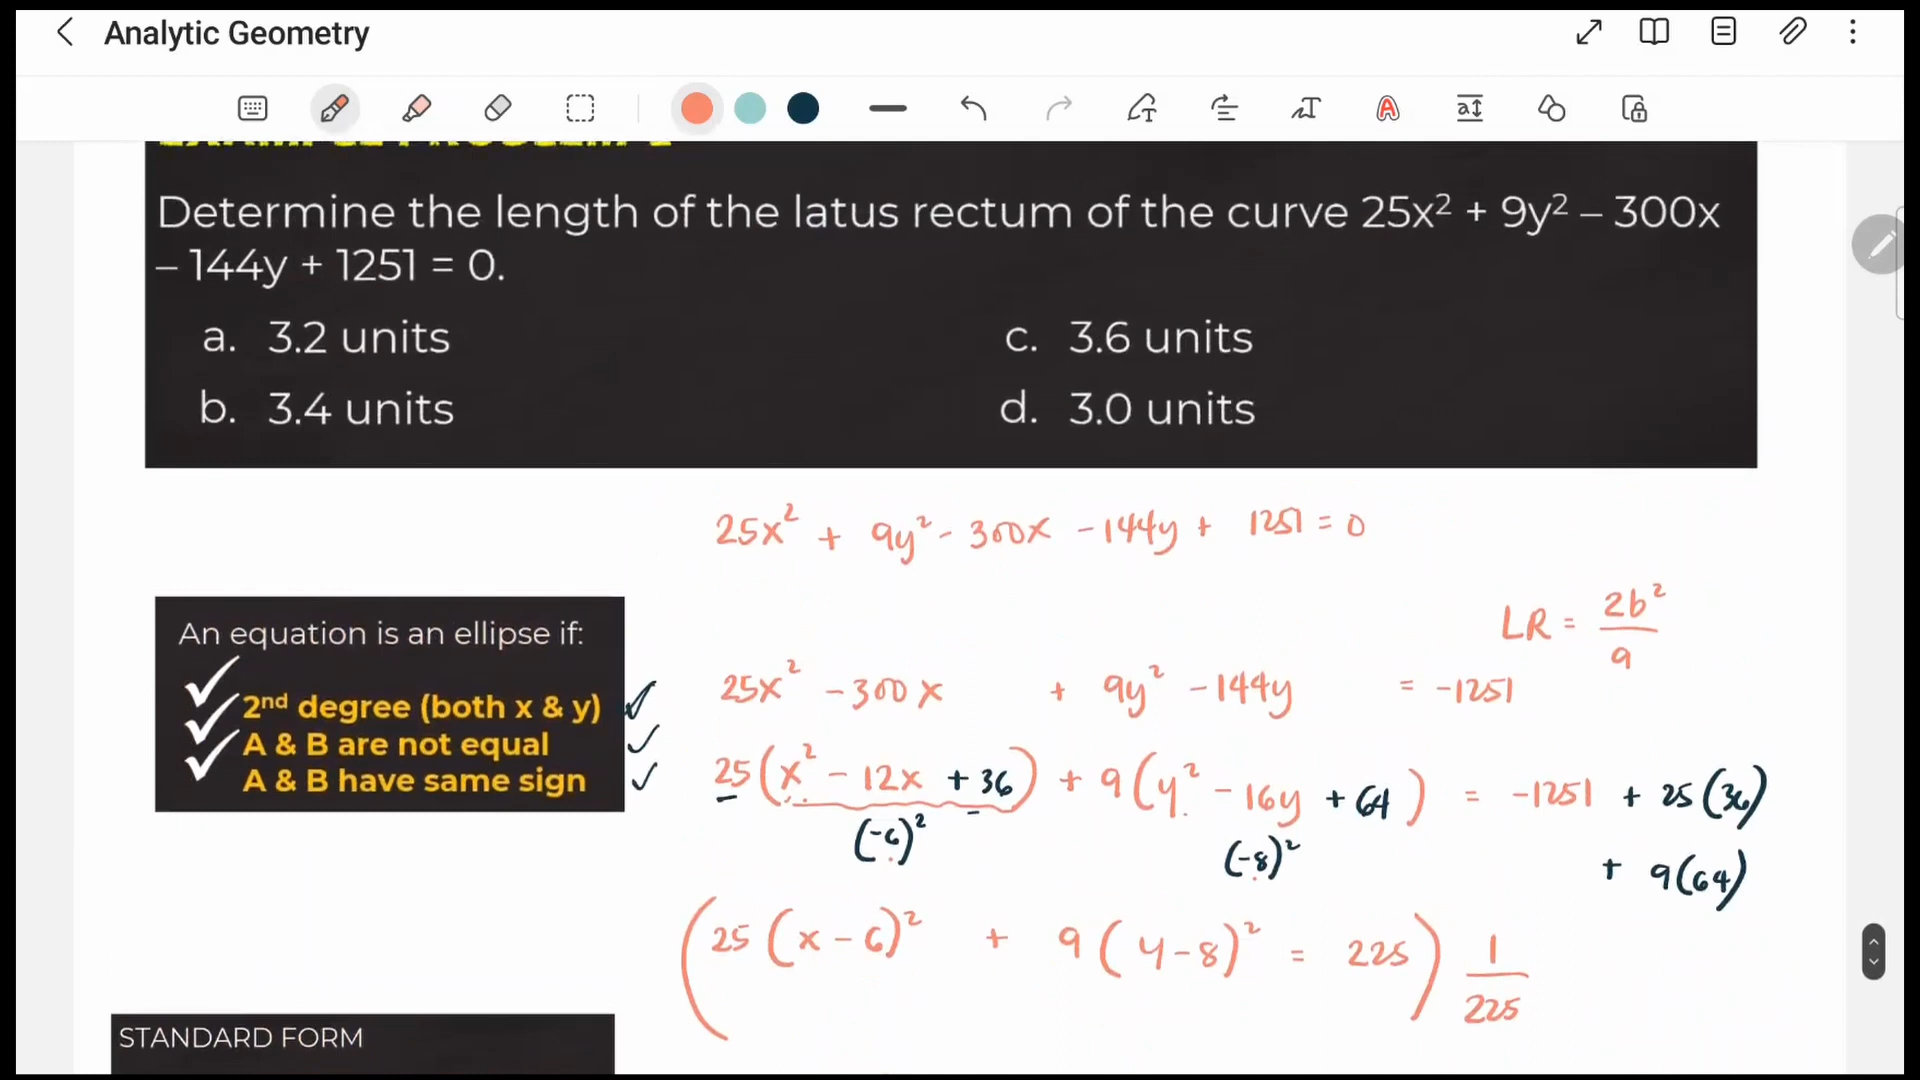 Analytic Geometry
Determine the length of the latus rectum of the curve 25x² + 9y² – 300x
– 144y + 1251 = 0.
a. 3.2 units
c. 3.6 units
b. 3.4 units
d. 3.0 units
25x² + 9y² - 300x - 144y + 1251 = 0
LR = 2b²/a
An equation is an ellipse if:
2nd degree (both x & y)
A & B are not equal
A & B have same sign
25x² - 300x + 9y² - 144y = -1251
25(x² - 12x + 36) + 9(y² - 16y + 64) = -1251 + 25(36)
(-6)² (-8)² + 9(64)
(25(x - 6)² + 9(y - 8)² = 225) 1/225
STANDARD FORM